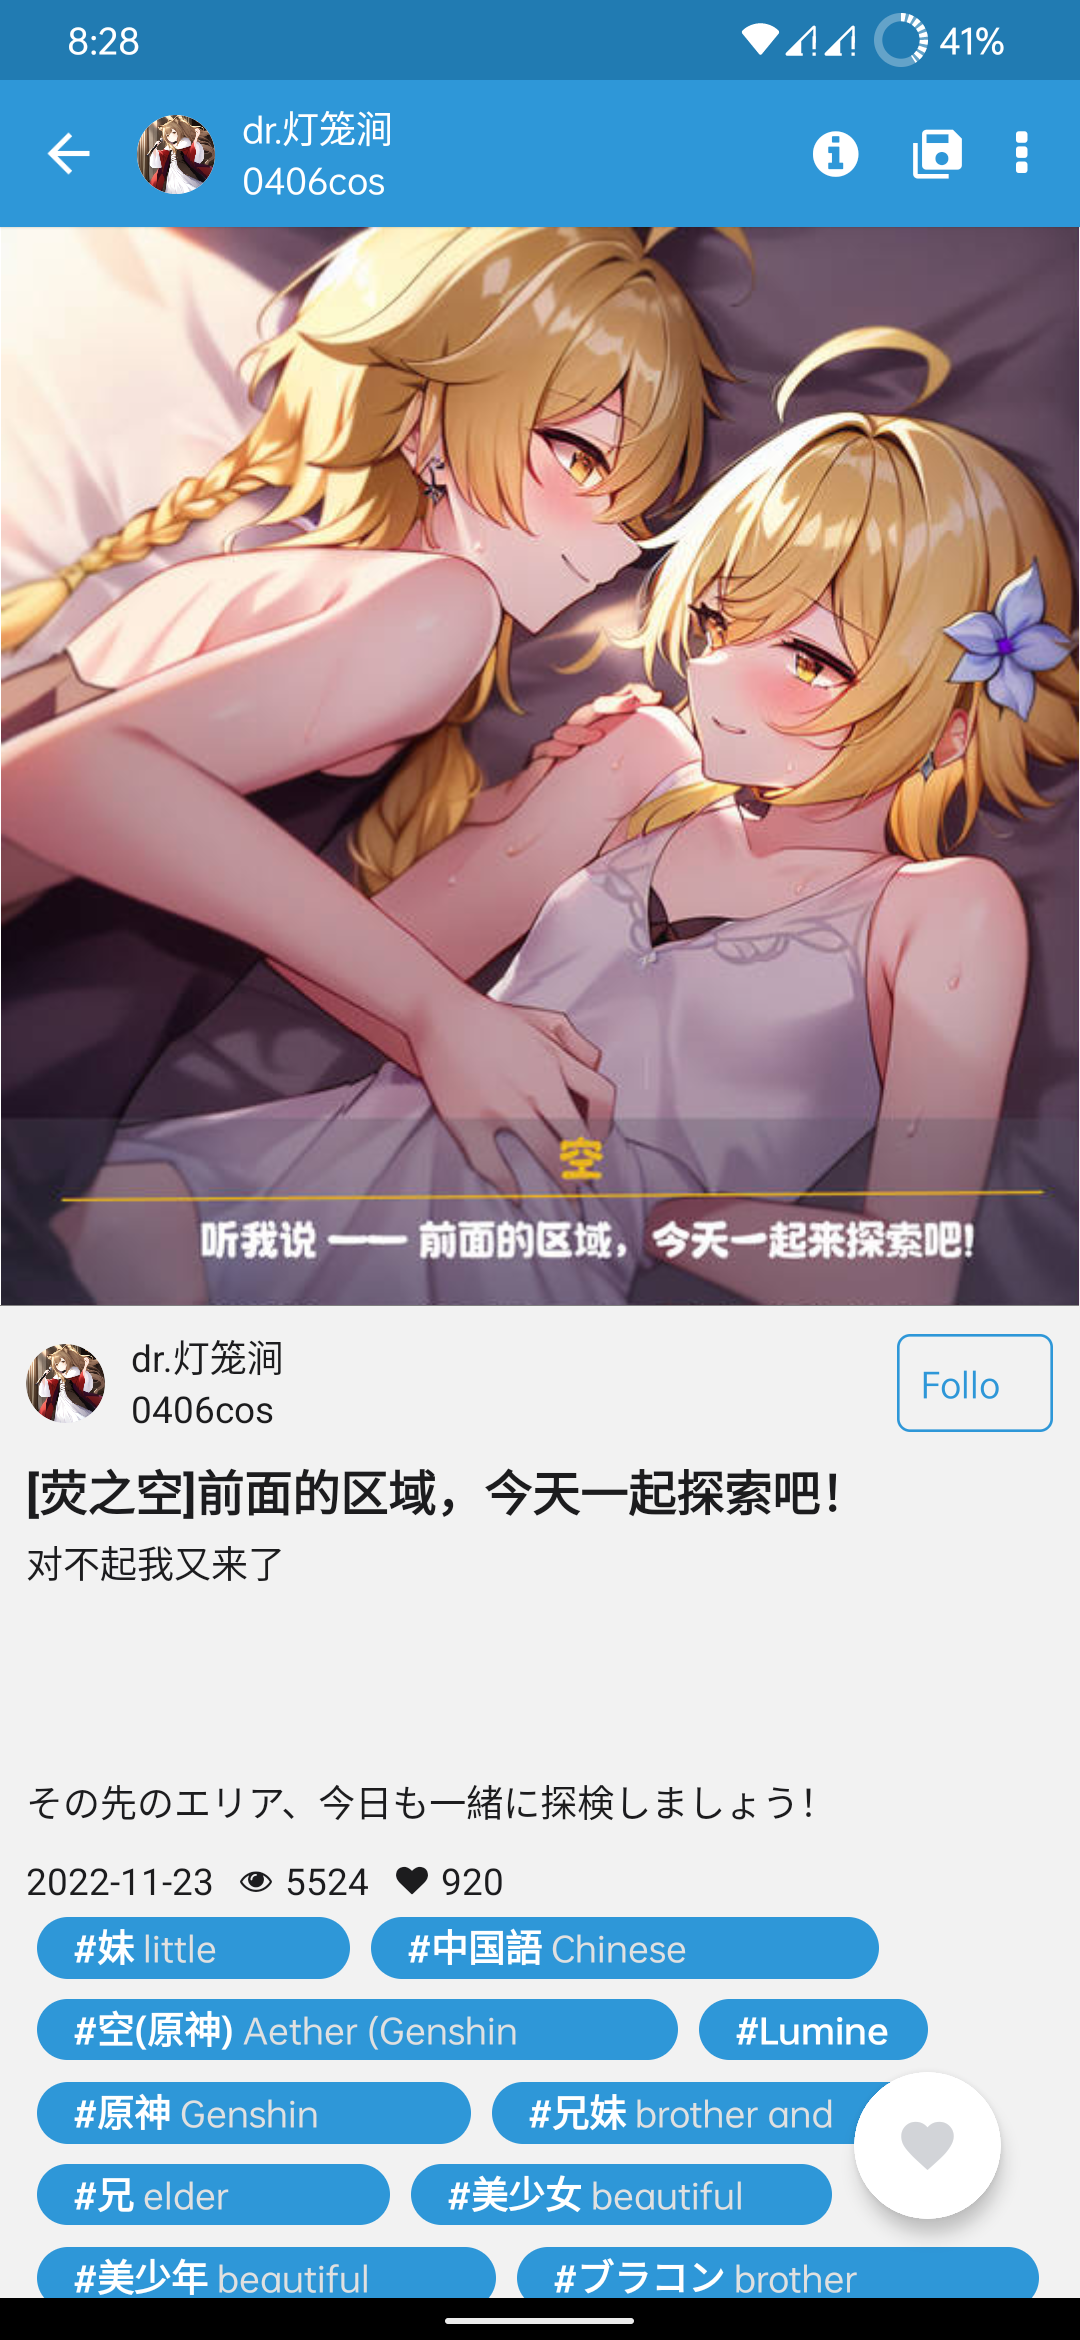 8:28
41%
dr.灯笼涧
0406cos
空
听我说 —— 前面的区域，今天一起来探索吧!
dr.灯笼涧
0406cos
Follo
[荧之空]前面的区域，今天一起探索吧！
对不起我又来了
その先のエリア、今日も一緒に探検しましょう！
2022-11-23 5524 920
#妹 little #中国語 Chinese
#空(原神) Aether (Genshin #Lumine
#原神 Genshin #兄妹 brother and
#兄 elder #美少女 beautiful
#美少年 beautiful #ブラコン brother